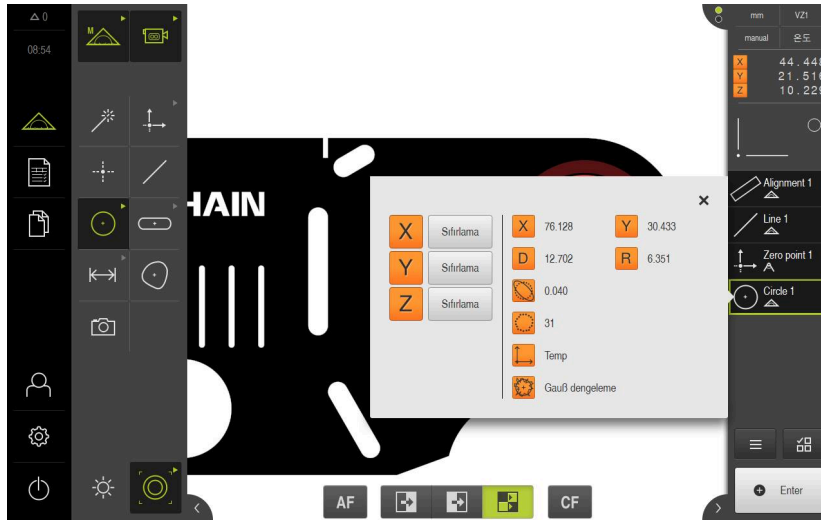 △ 0
08:54
M
mm VZ1
manual 온도
X 44.448
Y 21.516
Z 10.229
HAIN
X Sıfırlama
Y Sıfırlama
Z Sıfırlama
X 76.128 Y 30.433
D 12.702 R 6.351
0.040
31
Temp
Gauß dengeleme
Alignment 1
Line 1
Zero point 1
Circle 1
AF
CF
Enter